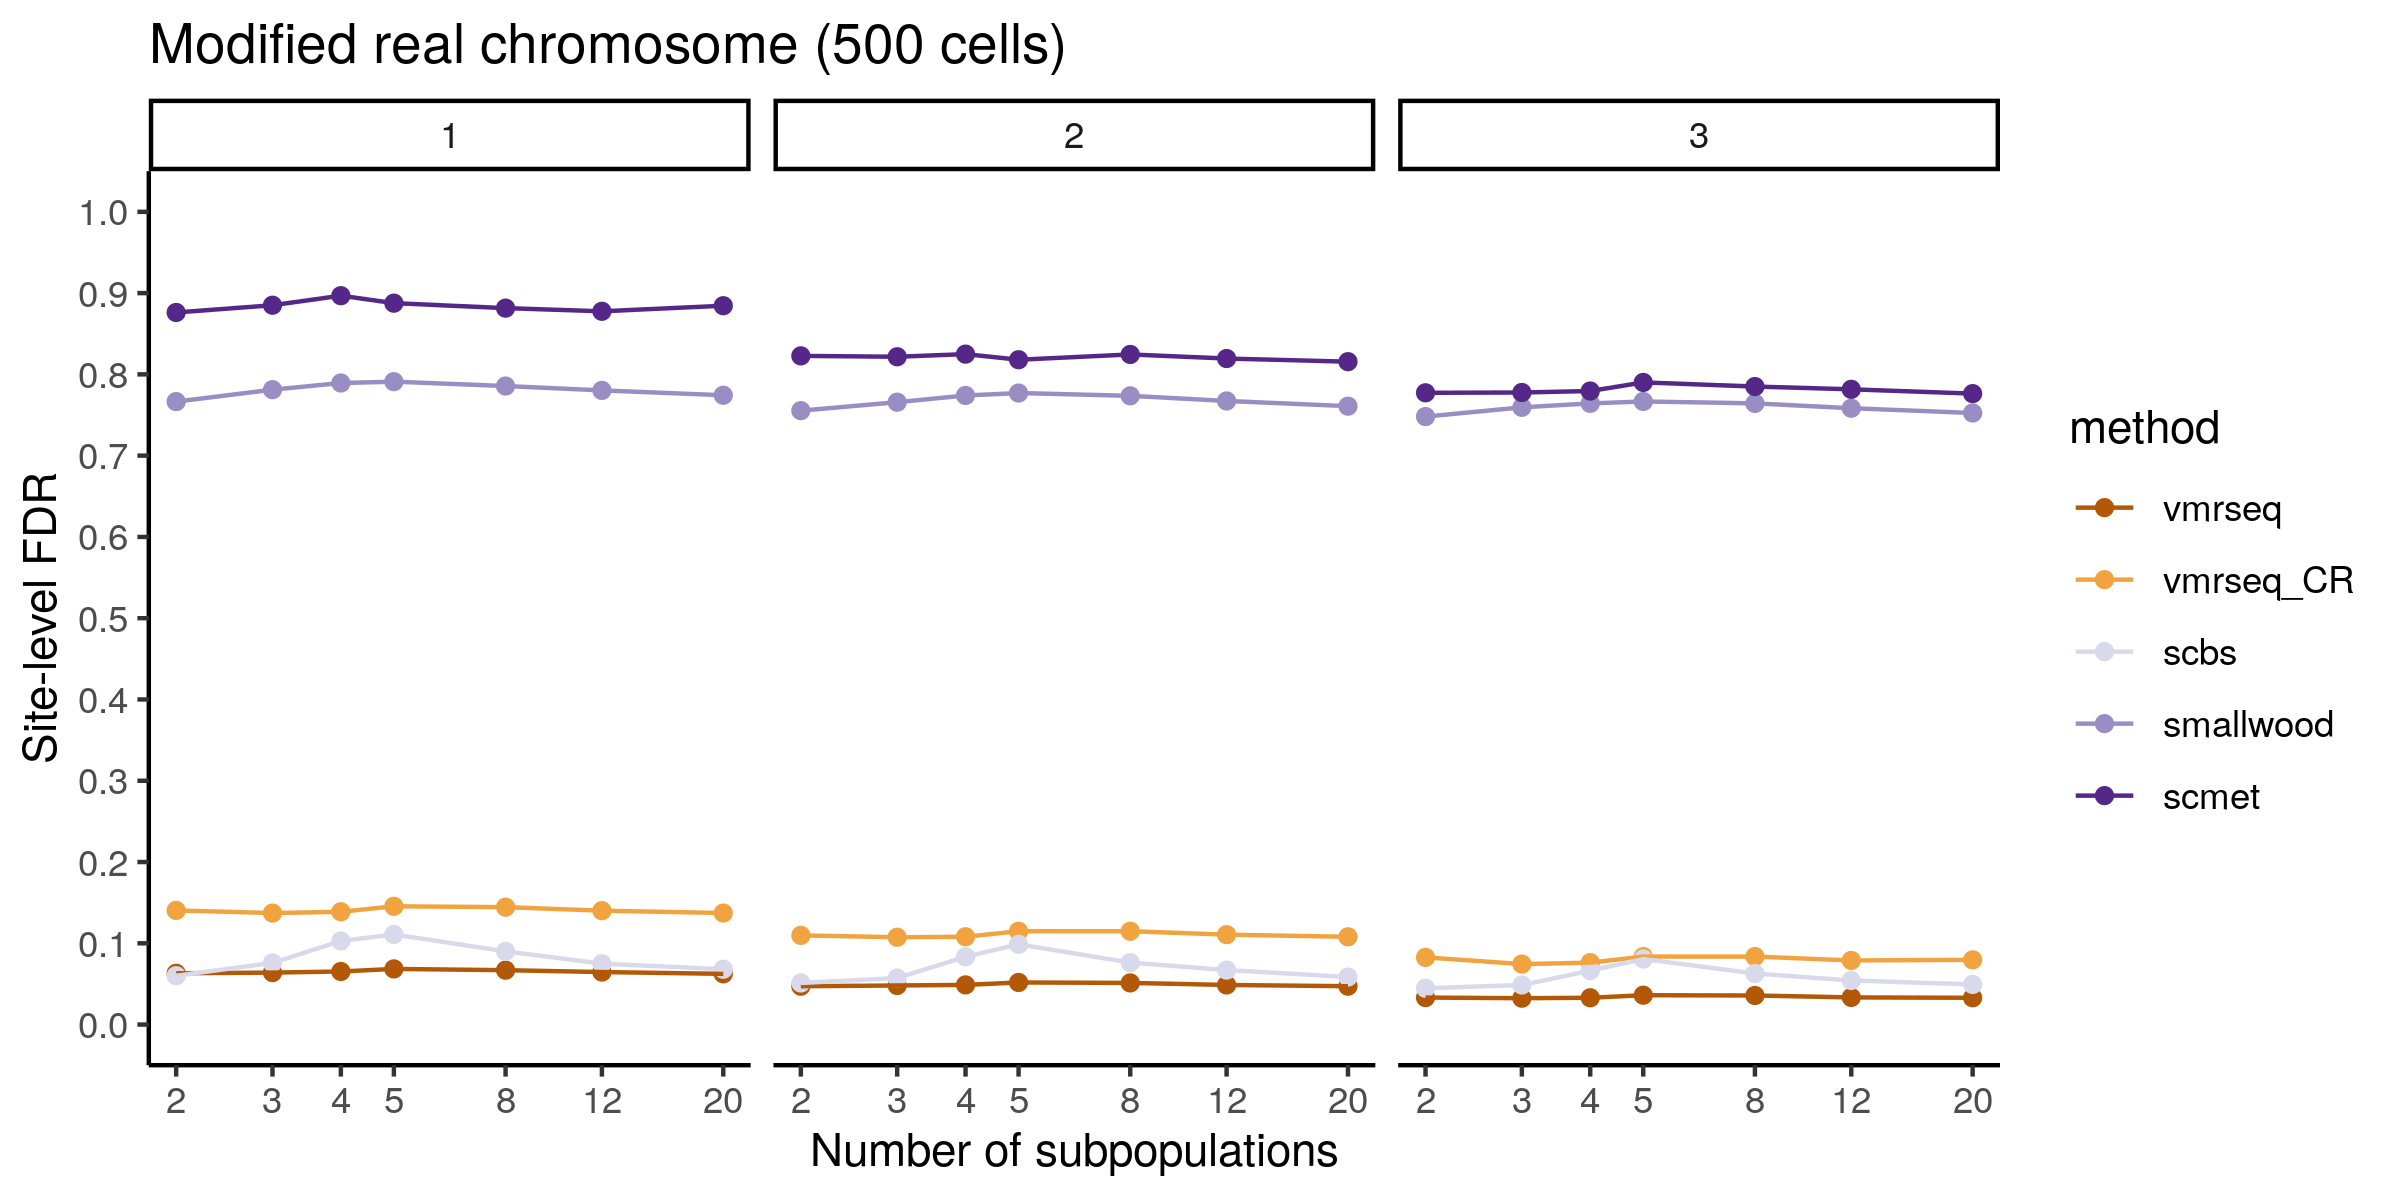 Modified real chromosome (500 cells)
1 2 3
Site-level FDR
1.0
0.9
0.8
0.7
0.6
0.5
0.4
0.3
0.2
0.1
0.0
2 3 4 5 8 12 20 2 3 4 5 8 12 20 2 3 4 5 8 12 20
Number of subpopulations
method
vmrseq
vmrseq_CR
scbs
smallwood
scmet